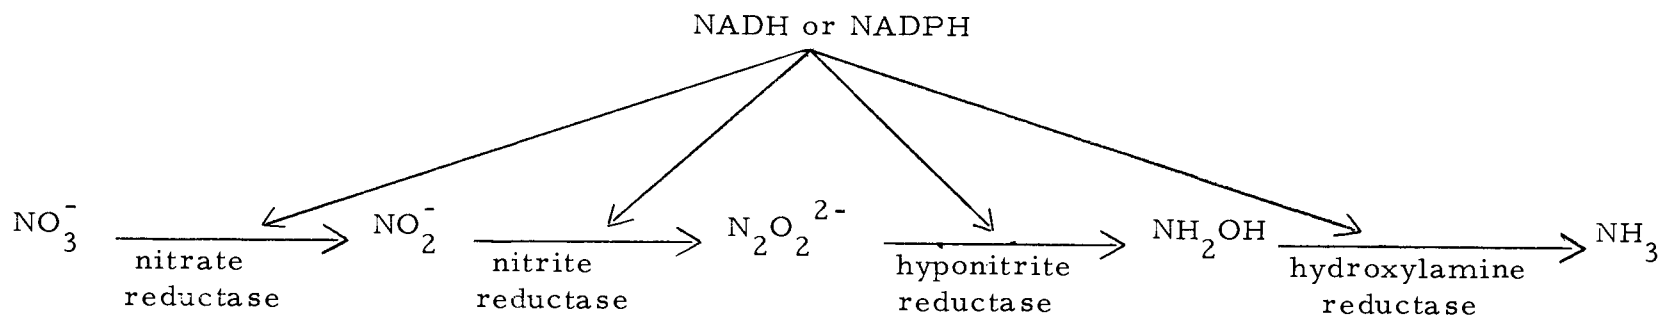 NADH or NADPH
NO₃⁻ NO₂⁻ N₂O₂²⁻ NH₂OH NH₃
nitrate reductase
nitrite reductase
hyponitrite reductase
hydroxylamine reductase